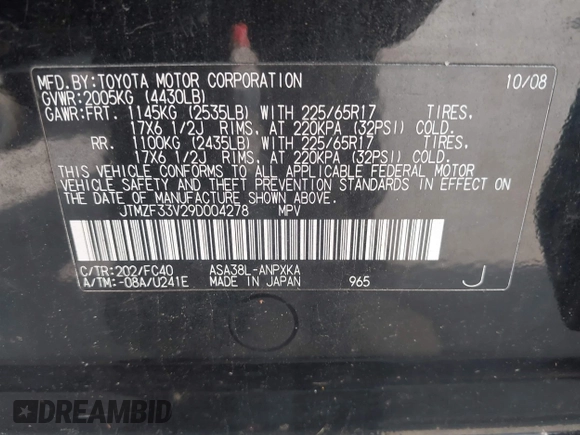 MFD.BY:TOYOTA MOTOR CORPORATION 10/08
GVWR:2005KG (4430LB)
GAWR:FRT. 1145KG (2535LB) WITH 225/65R17 TIRES,
17X6 1/2J RIMS, AT 220KPA (32PSI) COLD.
RR. 1100KG (2435LB) WITH 225/65R17 TIRES,
17X6 1/2J RIMS, AT 220KPA (32PSI) COLD.
THIS VEHICLE CONFORMS TO ALL APPLICABLE FEDERAL MOTOR
VEHICLE SAFETY AND THEFT PREVENTION STANDARDS IN EFFECT ON
THE DATE OF MANUFACTURE SHOWN ABOVE.
JTMZF33V29D004278 MPV
C/TR:202/FC40 ASA38L-ANPXKA
A/TM:-08A/U241E MADE IN JAPAN 965 J
DREAMBID